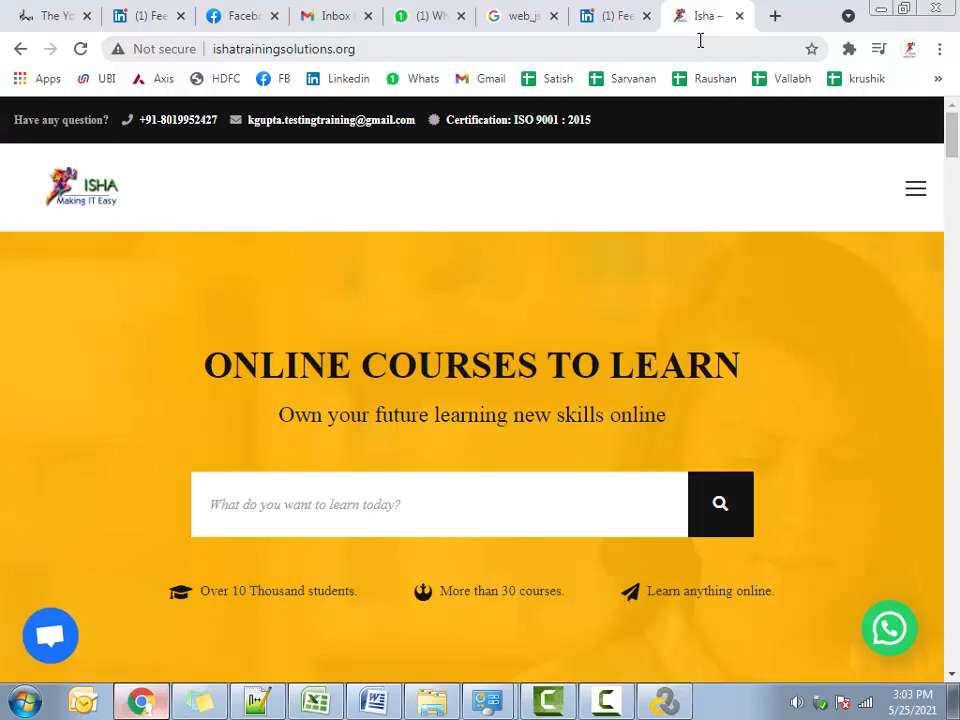 The Yo
(1) Fee
Facebo
Inbox (
(1) Wh
web_js
(1) Fee
Isha –
Not secure
ishatrainingsolutions.org
Apps
UBI
Axis
HDFC
FB
Linkedin
Whats
Gmail
Satish
Sarvanan
Raushan
Vallabh
krushik
»
Have any question? +91-8019952427 kgupta.testingtraining@gmail.com Certification: ISO 9001 : 2015
ISHA
Making IT Easy
ONLINE COURSES TO LEARN
Own your future learning new skills online
What do you want to learn today?
Over 10 Thousand students. More than 30 courses. Learn anything online.
3:03 PM
5/25/2021